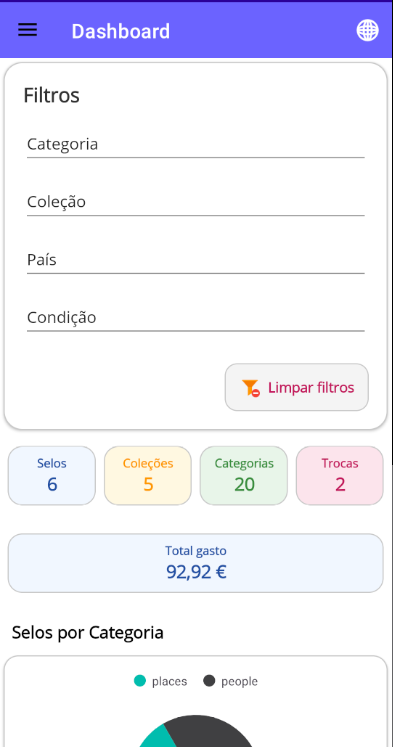 Dashboard
Filtros
Categoria
Coleção
País
Condição
Limpar filtros
Selos
6
Coleções
5
Categorias
20
Trocas
2
Total gasto
92,92 €
Selos por Categoria
places
people